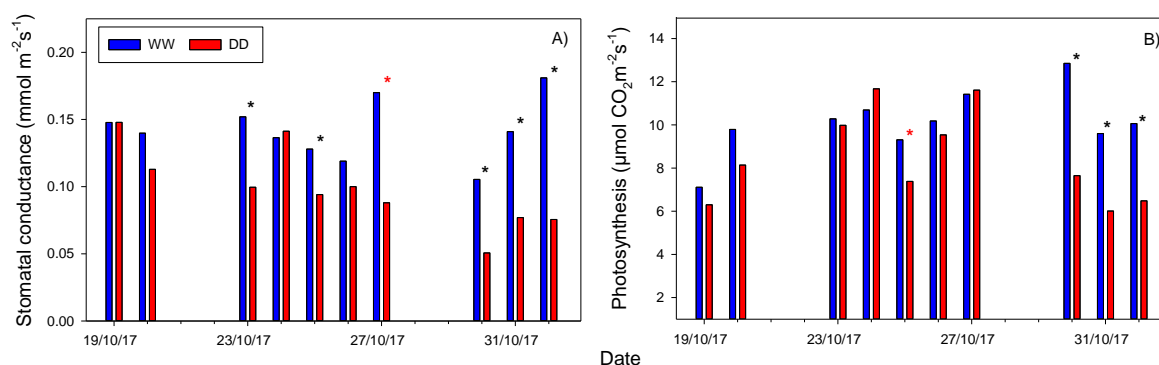 A)
WW DD
Stomatal conductance (mmol m-2s-1)
0.20
0.15
0.10
0.05
0.00
*
*
*
*
*
*
19/10/17 23/10/17 27/10/17 31/10/17
B)
Photosynthesis (µmol CO2m-2s-1)
14
12
10
8
6
4
2
*
*
*
*
19/10/17 23/10/17 27/10/17 31/10/17
Date